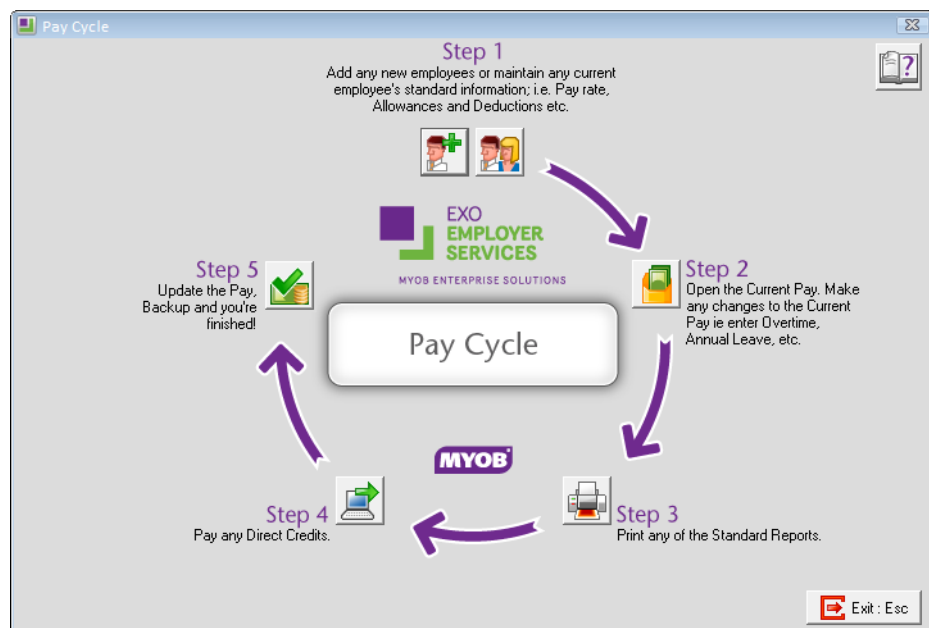 Pay Cycle
Step 1
Add any new employees or maintain any current
employee's standard information; i.e. Pay rate,
Allowances and Deductions etc.
?
EXO
EMPLOYER
SERVICES
MYOB ENTERPRISE SOLUTIONS
Step 2
Open the Current Pay. Make
any changes to the Current
Pay ie enter Overtime,
Annual Leave, etc.
Step 5
Update the Pay,
Backup and you're
finished!
Pay Cycle
MYOB
Step 3
Print any of the Standard Reports.
Step 4
Pay any Direct Credits.
Exit : Esc